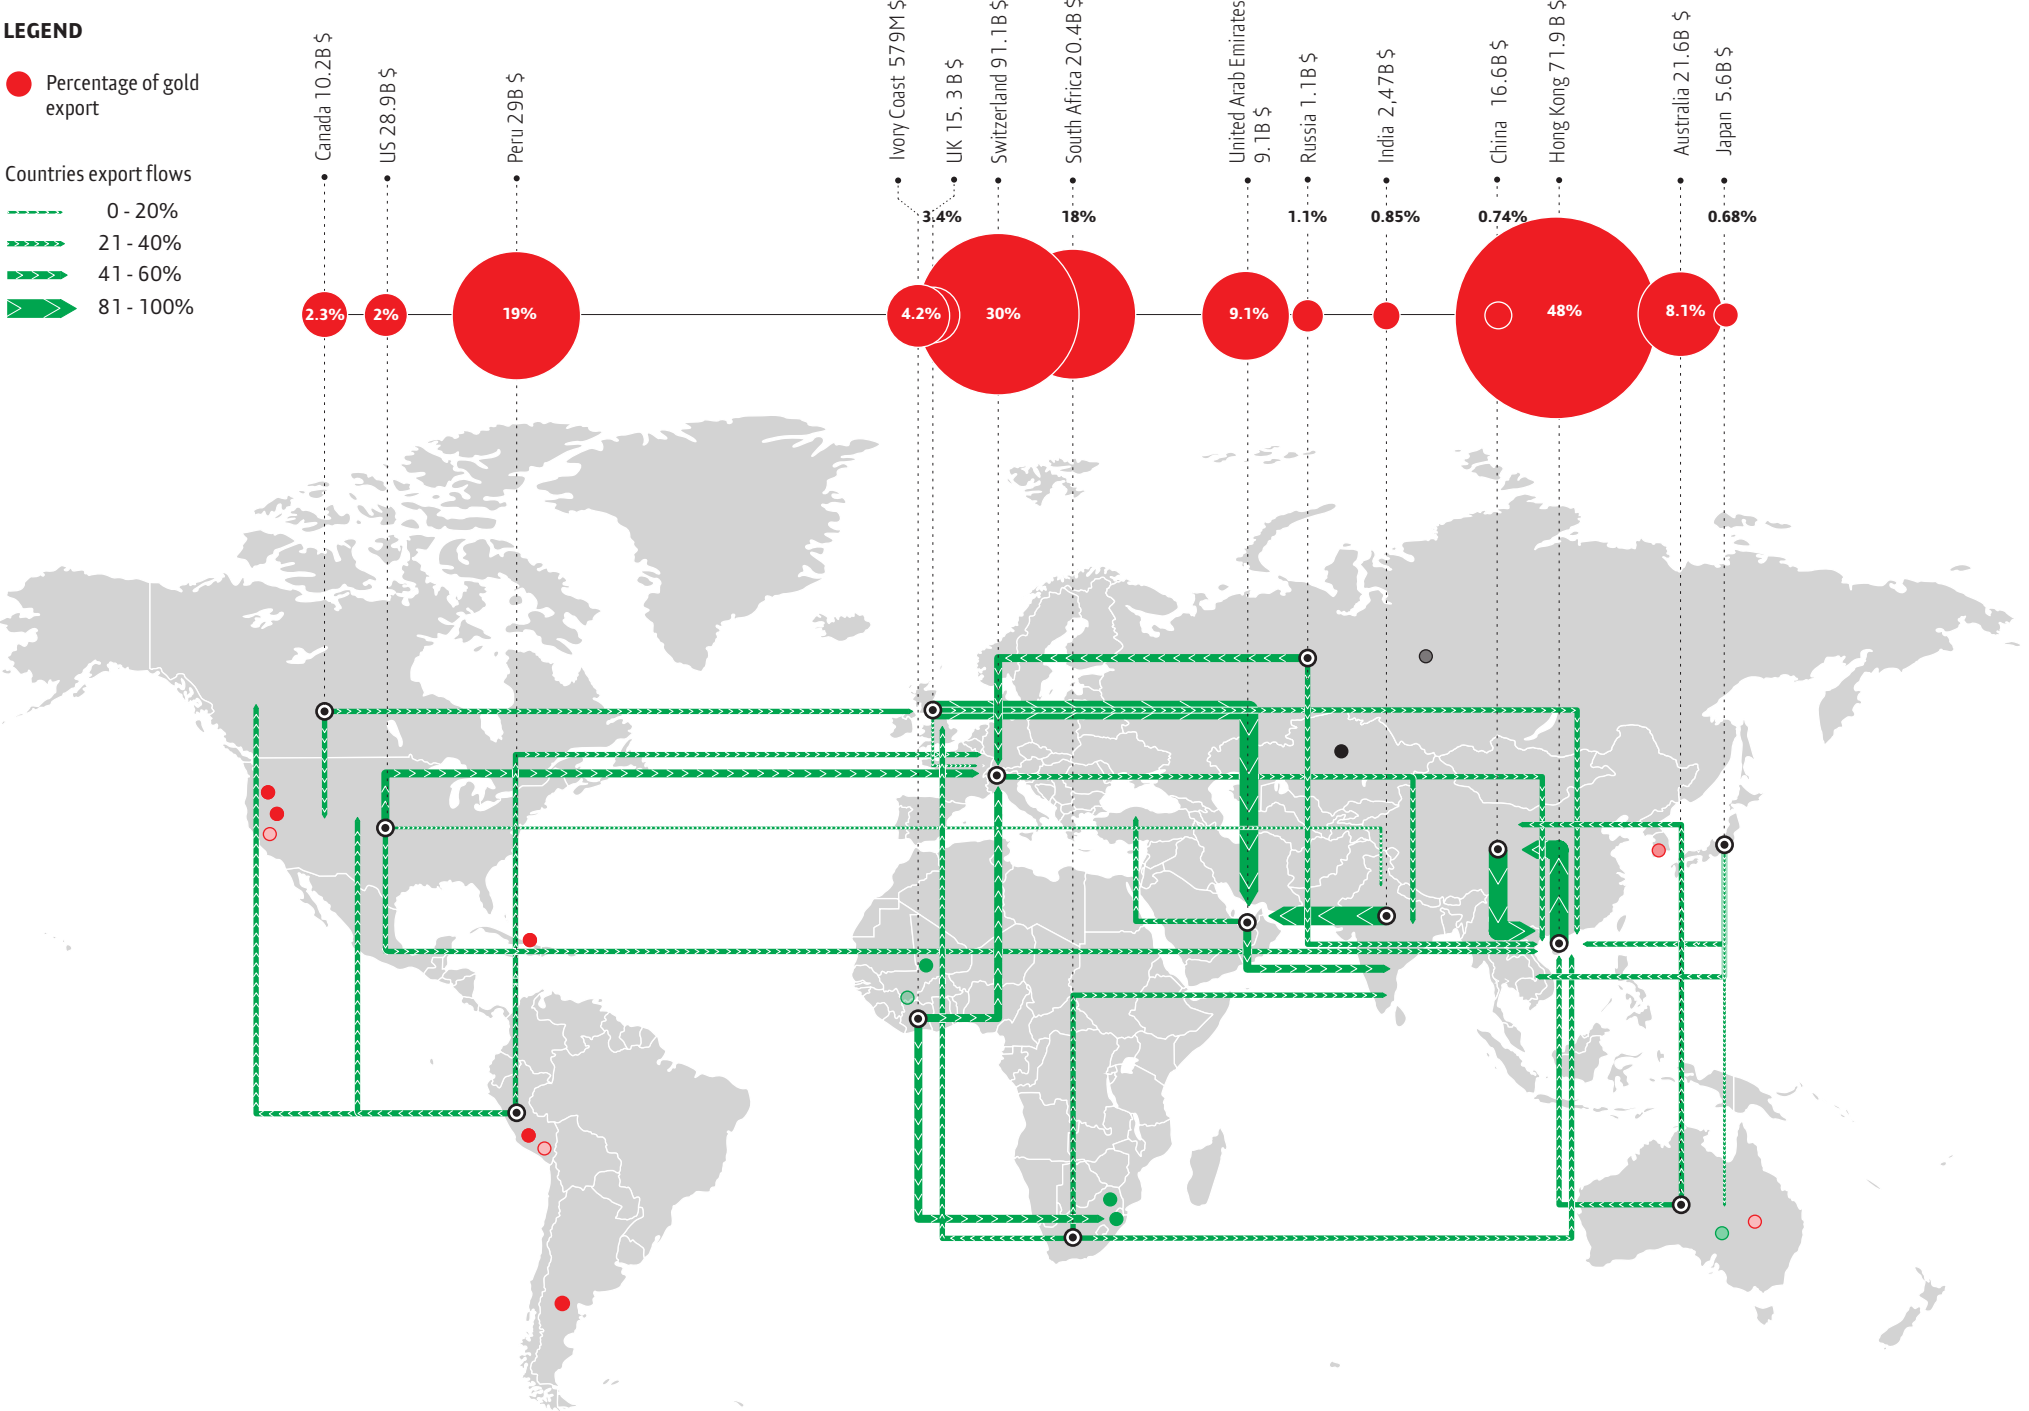 LEGEND
Percentage of gold
export
Countries export flows
0 - 20%
21 - 40%
41 - 60%
81 - 100%
Canada 10.2B $
US 28.9B $
Peru 29B $
Ivory Coast 579M $
UK 15. 3 B $
Switzerland 91.1B $
South Africa 20.4B $
United Arab Emirates
9.1B $
Russia 1.1B $
India 2,47B $
China 16.6B $
Hong Kong 71.9 B $
Australia 21.6B $
Japan 5.6B $
3.4%
18%
1.1%
0.85%
0.74%
0.68%
2.3%
2%
19%
4.2%
30%
9.1%
48%
8.1%